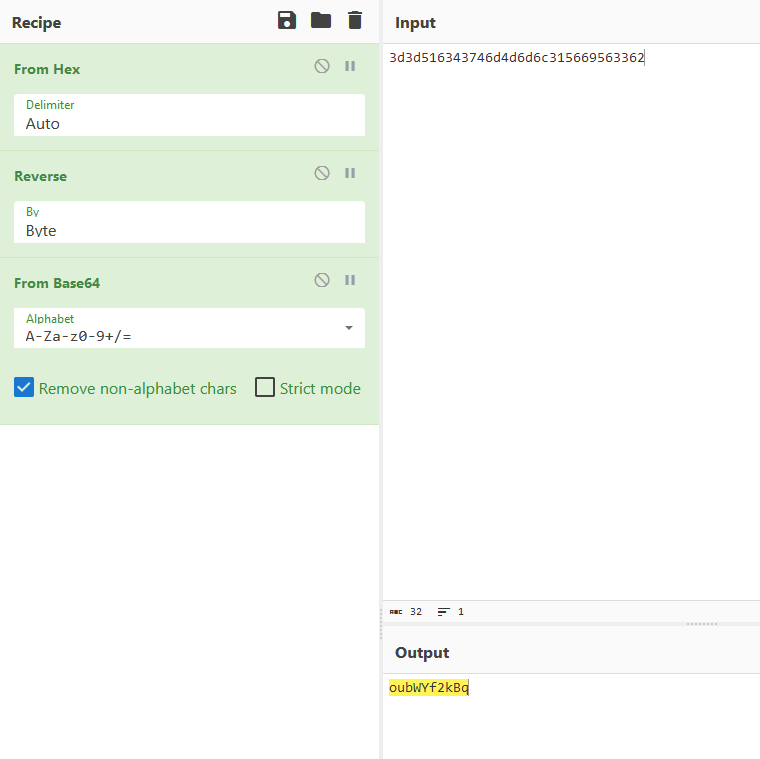 Recipe
From Hex
Delimiter
Auto
Reverse
By
Byte
From Base64
Alphabet
A-Za-z0-9+/=
Remove non-alphabet chars
Strict mode
Input
3d3d516343746d4d6d6c315669563362
ABC 32 1
Output
oubWYf2kBq